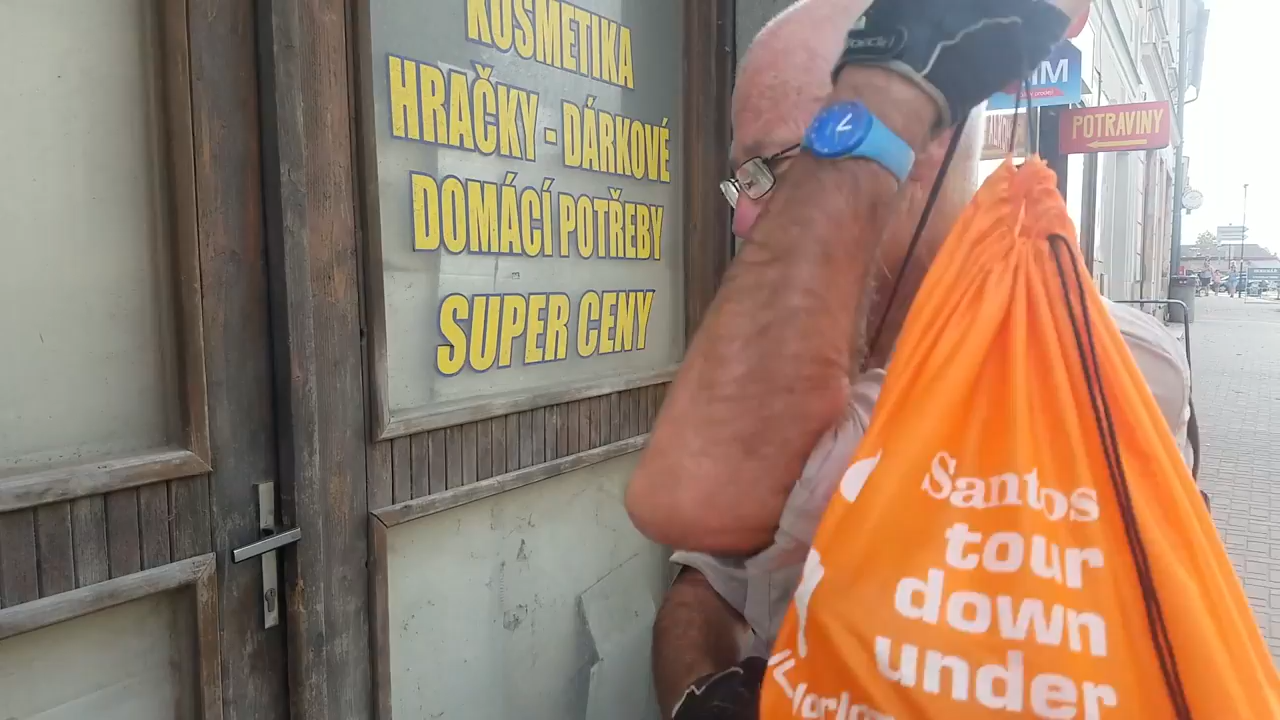 KOSMETIKA
HRAČKY - DÁRKOVÉ
DOMÁCÍ POTŘEBY
SUPER CENY
POTRAVINY
Santos
tour
down
under